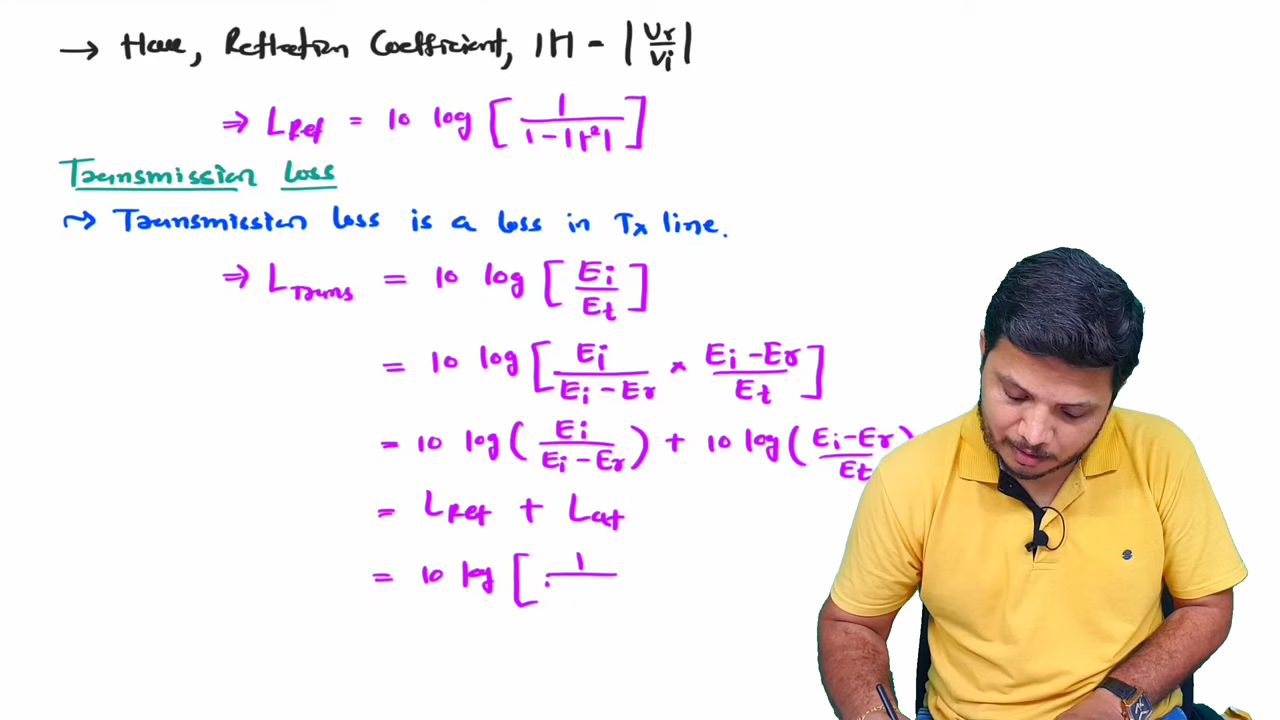 → Here, Reflection Coefficient, |Γ| = |Vr/Vi|
⇒ LRef = 10 log [1/(1-|Γ²|)]
Transmission Loss
~> Transmission loss is a loss in Tx line.
⇒ LTrans = 10 log [Ei/Et]
= 10 log [Ei/(Ei-Er) × (Ei-Er)/Et]
= 10 log (Ei/(Ei-Er)) + 10 log ((Ei-Er)/Et)
= LRef + Lat
= 10 log [1/